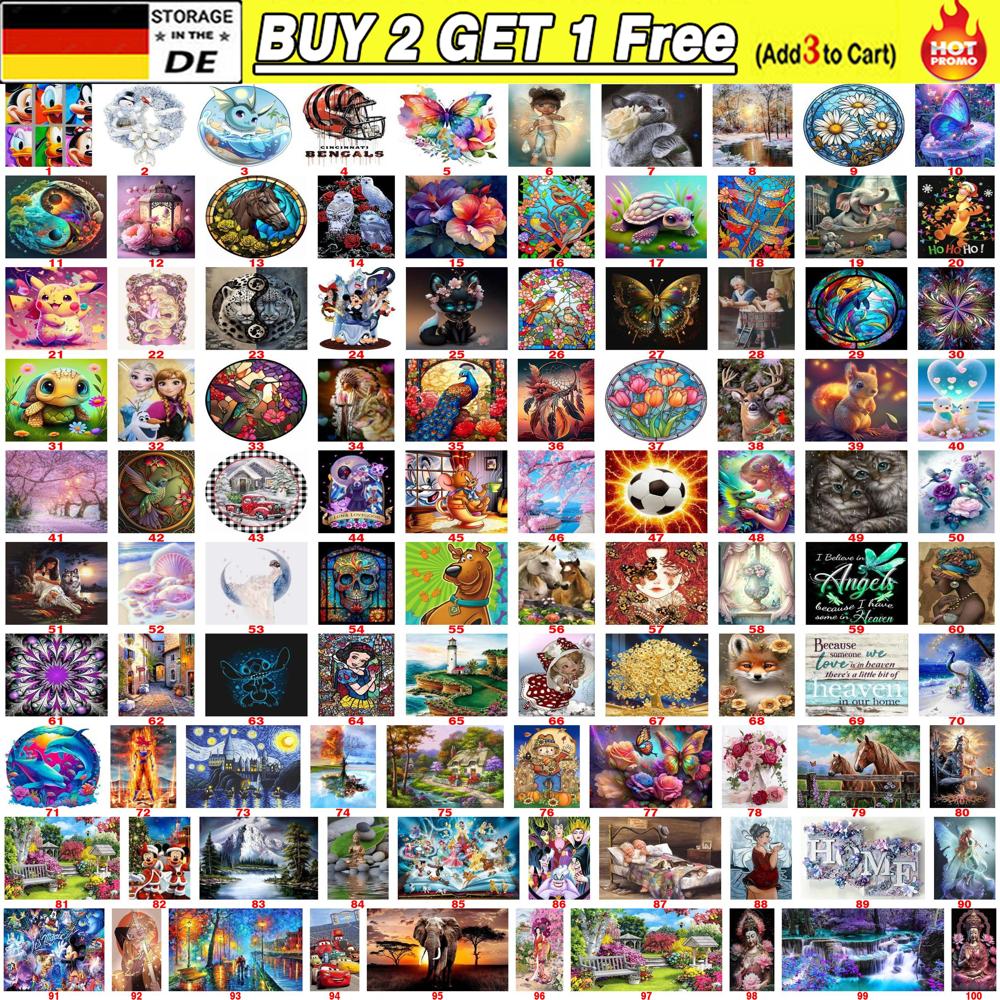 STORAGE
IN THE
DE
BUY 2 GET 1 Free
(Add 3 to Cart)
HOT
PROMO
CINCINNATI
BENGALS
1 2 3 4 5 6 7 8 9 10
HO HO HO !
11 12 13 14 15 16 17 18 19 20
21 22 23 24 25 26 27 28 29 30
31 32 33 34 35 36 37 38 39 40
LUNA LOVEGOOD
41 42 43 44 45 46 47 48 49 50
I Believe in
Angels
because I have
some in Heaven
51 52 53 54 55 56 57 58 59 60
Because
someone we
love is in heaven
there's a little bit of
heaven
in our home
61 62 63 64 65 66 67 68 69 70
71 72 73 74 75 76 77 78 79 80
HOME
81 82 83 84 85 86 87 88 89 90
91 92 93 94 95 96 97 98 99 100